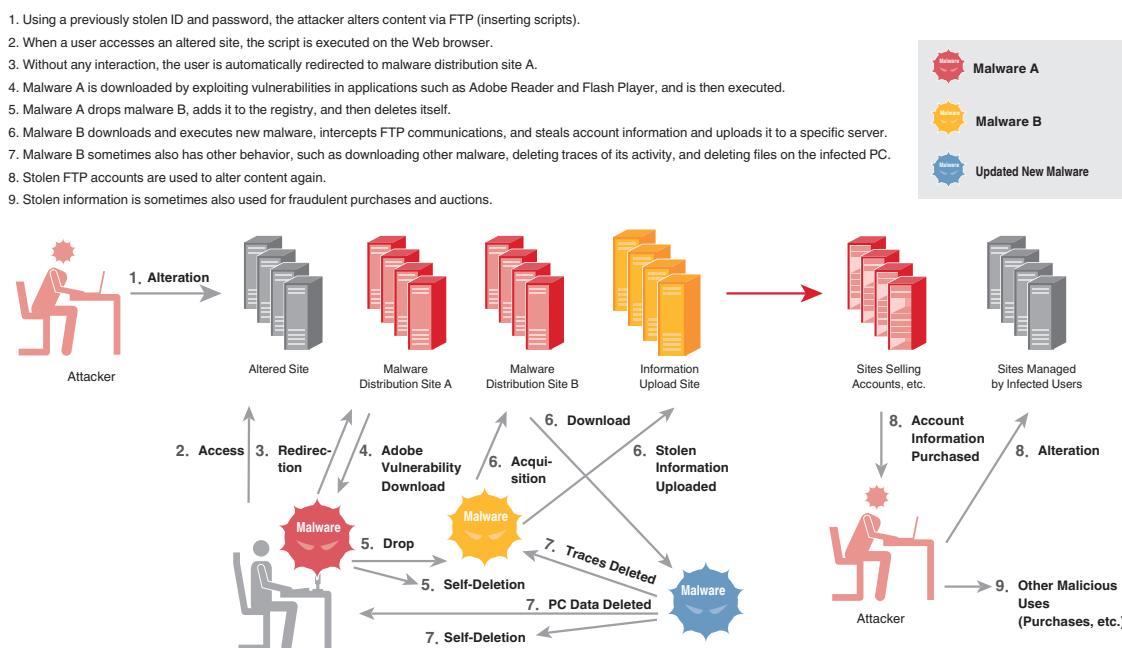 1. Using a previously stolen ID and password, the attacker alters content via FTP (inserting scripts).
2. When a user accesses an altered site, the script is executed on the Web browser.
3. Without any interaction, the user is automatically redirected to malware distribution site A.
4. Malware A is downloaded by exploiting vulnerabilities in applications such as Adobe Reader and Flash Player, and is then executed.
5. Malware A drops malware B, adds it to the registry, and then deletes itself.
6. Malware B downloads and executes new malware, intercepts FTP communications, and steals account information and uploads it to a specific server.
7. Malware B sometimes also has other behavior, such as downloading other malware, deleting traces of its activity, and deleting files on the infected PC.
8. Stolen FTP accounts are used to alter content again.
9. Stolen information is sometimes also used for fraudulent purchases and auctions.
Malware
Malware A
Malware
Malware B
Malware
Updated New Malware
1. Alteration
Attacker
Altered Site
Malware
Distribution Site A
Malware
Distribution Site B
Information
Upload Site
Sites Selling
Accounts, etc.
Sites Managed
by Infected Users
2. Access
3. Redirec-
tion
4. Adobe
Vulnerability
Download
6. Acqui-
sition
6. Download
6. Stolen
Information
Uploaded
8. Account
Information
Purchased
8. Alteration
Malware
Malware
Malware
5. Drop
5. Self-Deletion
7. Traces Deleted
7. PC Data Deleted
7. Self-Deletion
Attacker
9. Other Malicious
Uses
(Purchases, etc.)